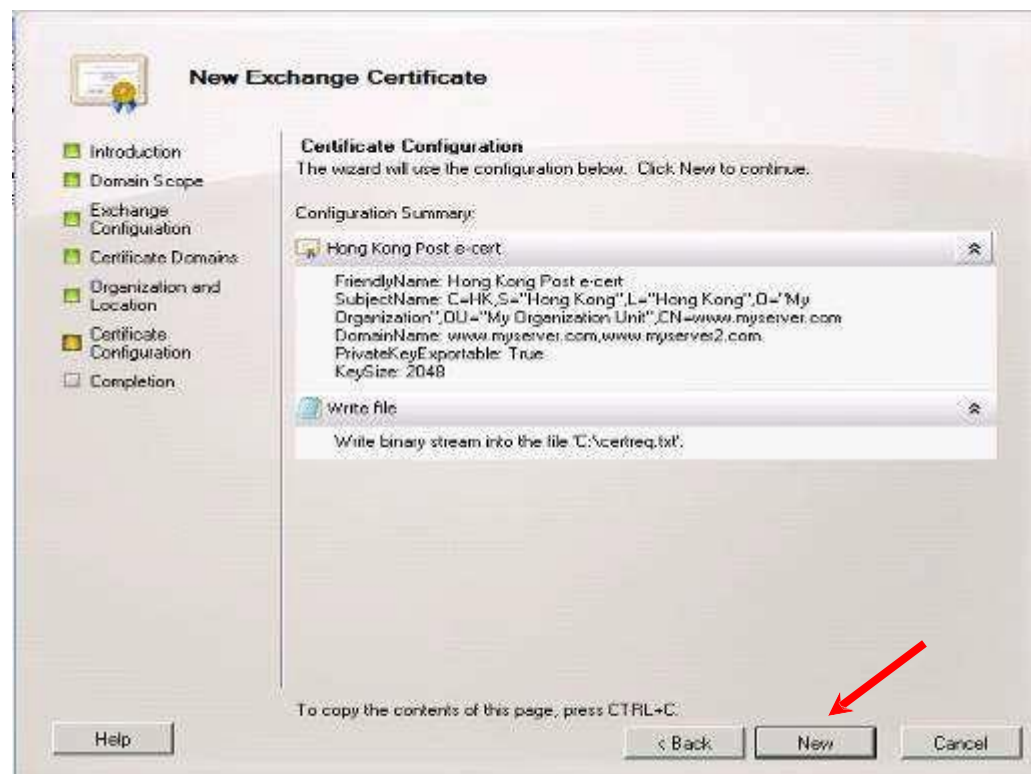 New Exchange Certificate
Introduction
Domain Scope
Exchange
Configuration
Certificate Domains
Organization and
Location
Certificate
Configuration
Completion
Certificate Configuration
The wizard will use the configuration below. Click New to continue.
Configuration Summary:
Hong Kong Post e-cert
FriendlyName: Hong Kong Post e-cert
SubjectName: C=HK,S="Hong Kong",L="Hong Kong",O="My
Organization",OU="My Organization Unit",CN=www.myserver.com
DomainName: www.myserver.com,www.myserver2.com
PrivateKeyExportable: True
KeySize: 2048
Write file
Write binary stream into the file 'C:\certreq.txt'.
To copy the contents of this page, press CTRL+C.
Help
< Back
New
Cancel